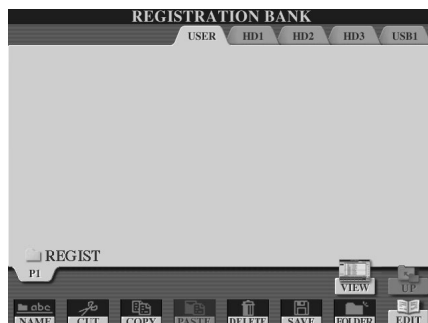 REGISTRATION BANK
USER HD1 HD2 HD3 USB1
REGIST
P1
VIEW UP
abc
NAME CUT COPY PASTE DELETE SAVE FOLDER EDIT